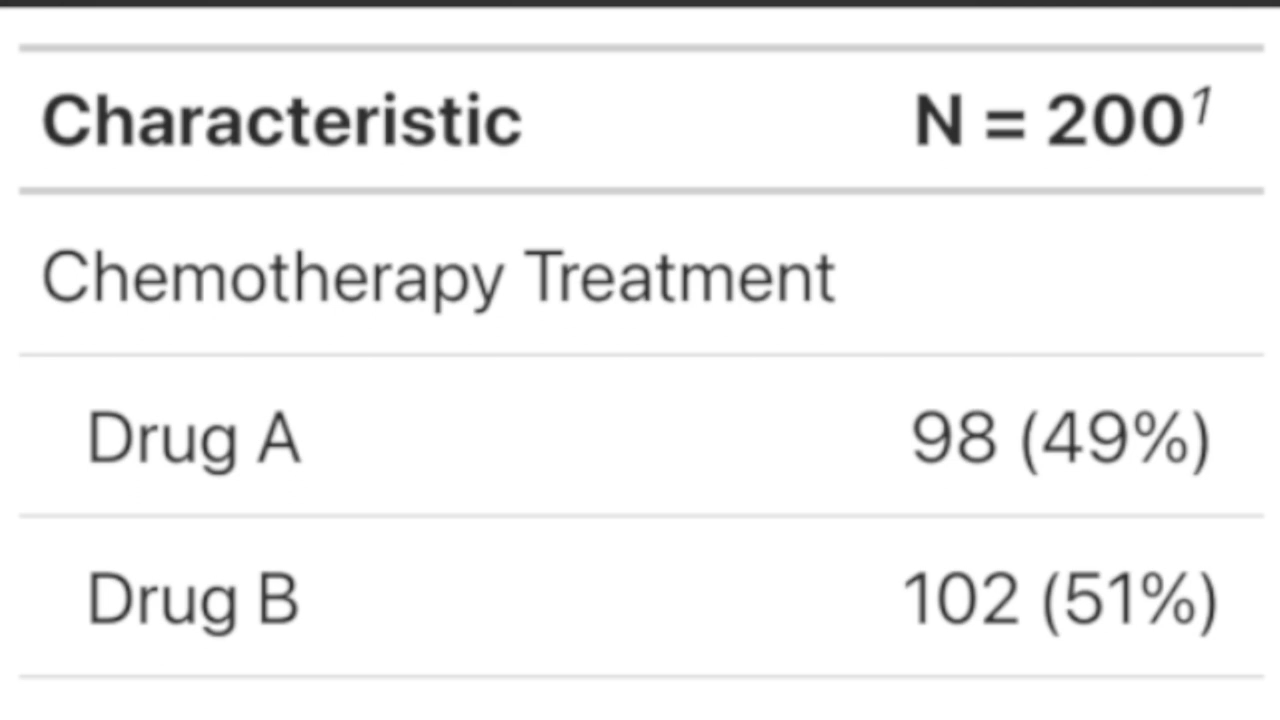 Characteristic N = 200¹
Chemotherapy Treatment
Drug A 98 (49%)
Drug B 102 (51%)